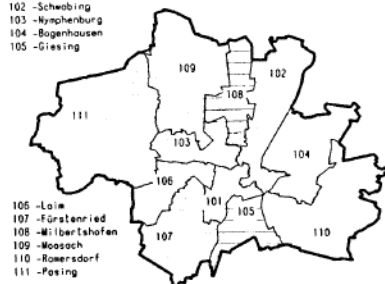 102 -Schwabing
103 -Nymphenburg
104 -Bogenhausen
105 -Giesing
109
102
108
111
103
104
106
101
105
107
110
106 -Laim
107 -Fürstenried
108 -Milbertshofen
109 -Moosach
110 -Ramersdorf
111 -Pasing